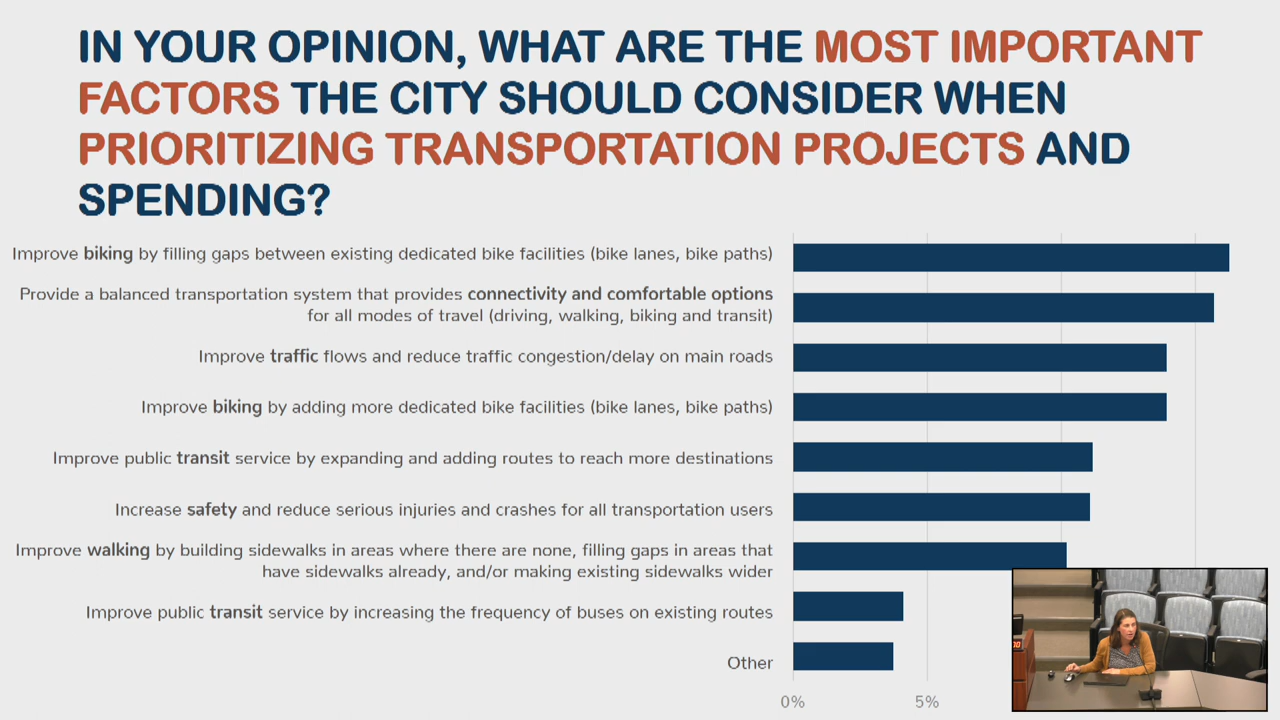 IN YOUR OPINION, WHAT ARE THE MOST IMPORTANT
FACTORS THE CITY SHOULD CONSIDER WHEN
PRIORITIZING TRANSPORTATION PROJECTS AND
SPENDING?
Improve biking by filling gaps between existing dedicated bike facilities (bike lanes, bike paths)
Provide a balanced transportation system that provides connectivity and comfortable options
for all modes of travel (driving, walking, biking and transit)
Improve traffic flows and reduce traffic congestion/delay on main roads
Improve biking by adding more dedicated bike facilities (bike lanes, bike paths)
Improve public transit service by expanding and adding routes to reach more destinations
Increase safety and reduce serious injuries and crashes for all transportation users
Improve walking by building sidewalks in areas where there are none, filling gaps in areas that
have sidewalks already, and/or making existing sidewalks wider
Improve public transit service by increasing the frequency of buses on existing routes
Other
0% 5%